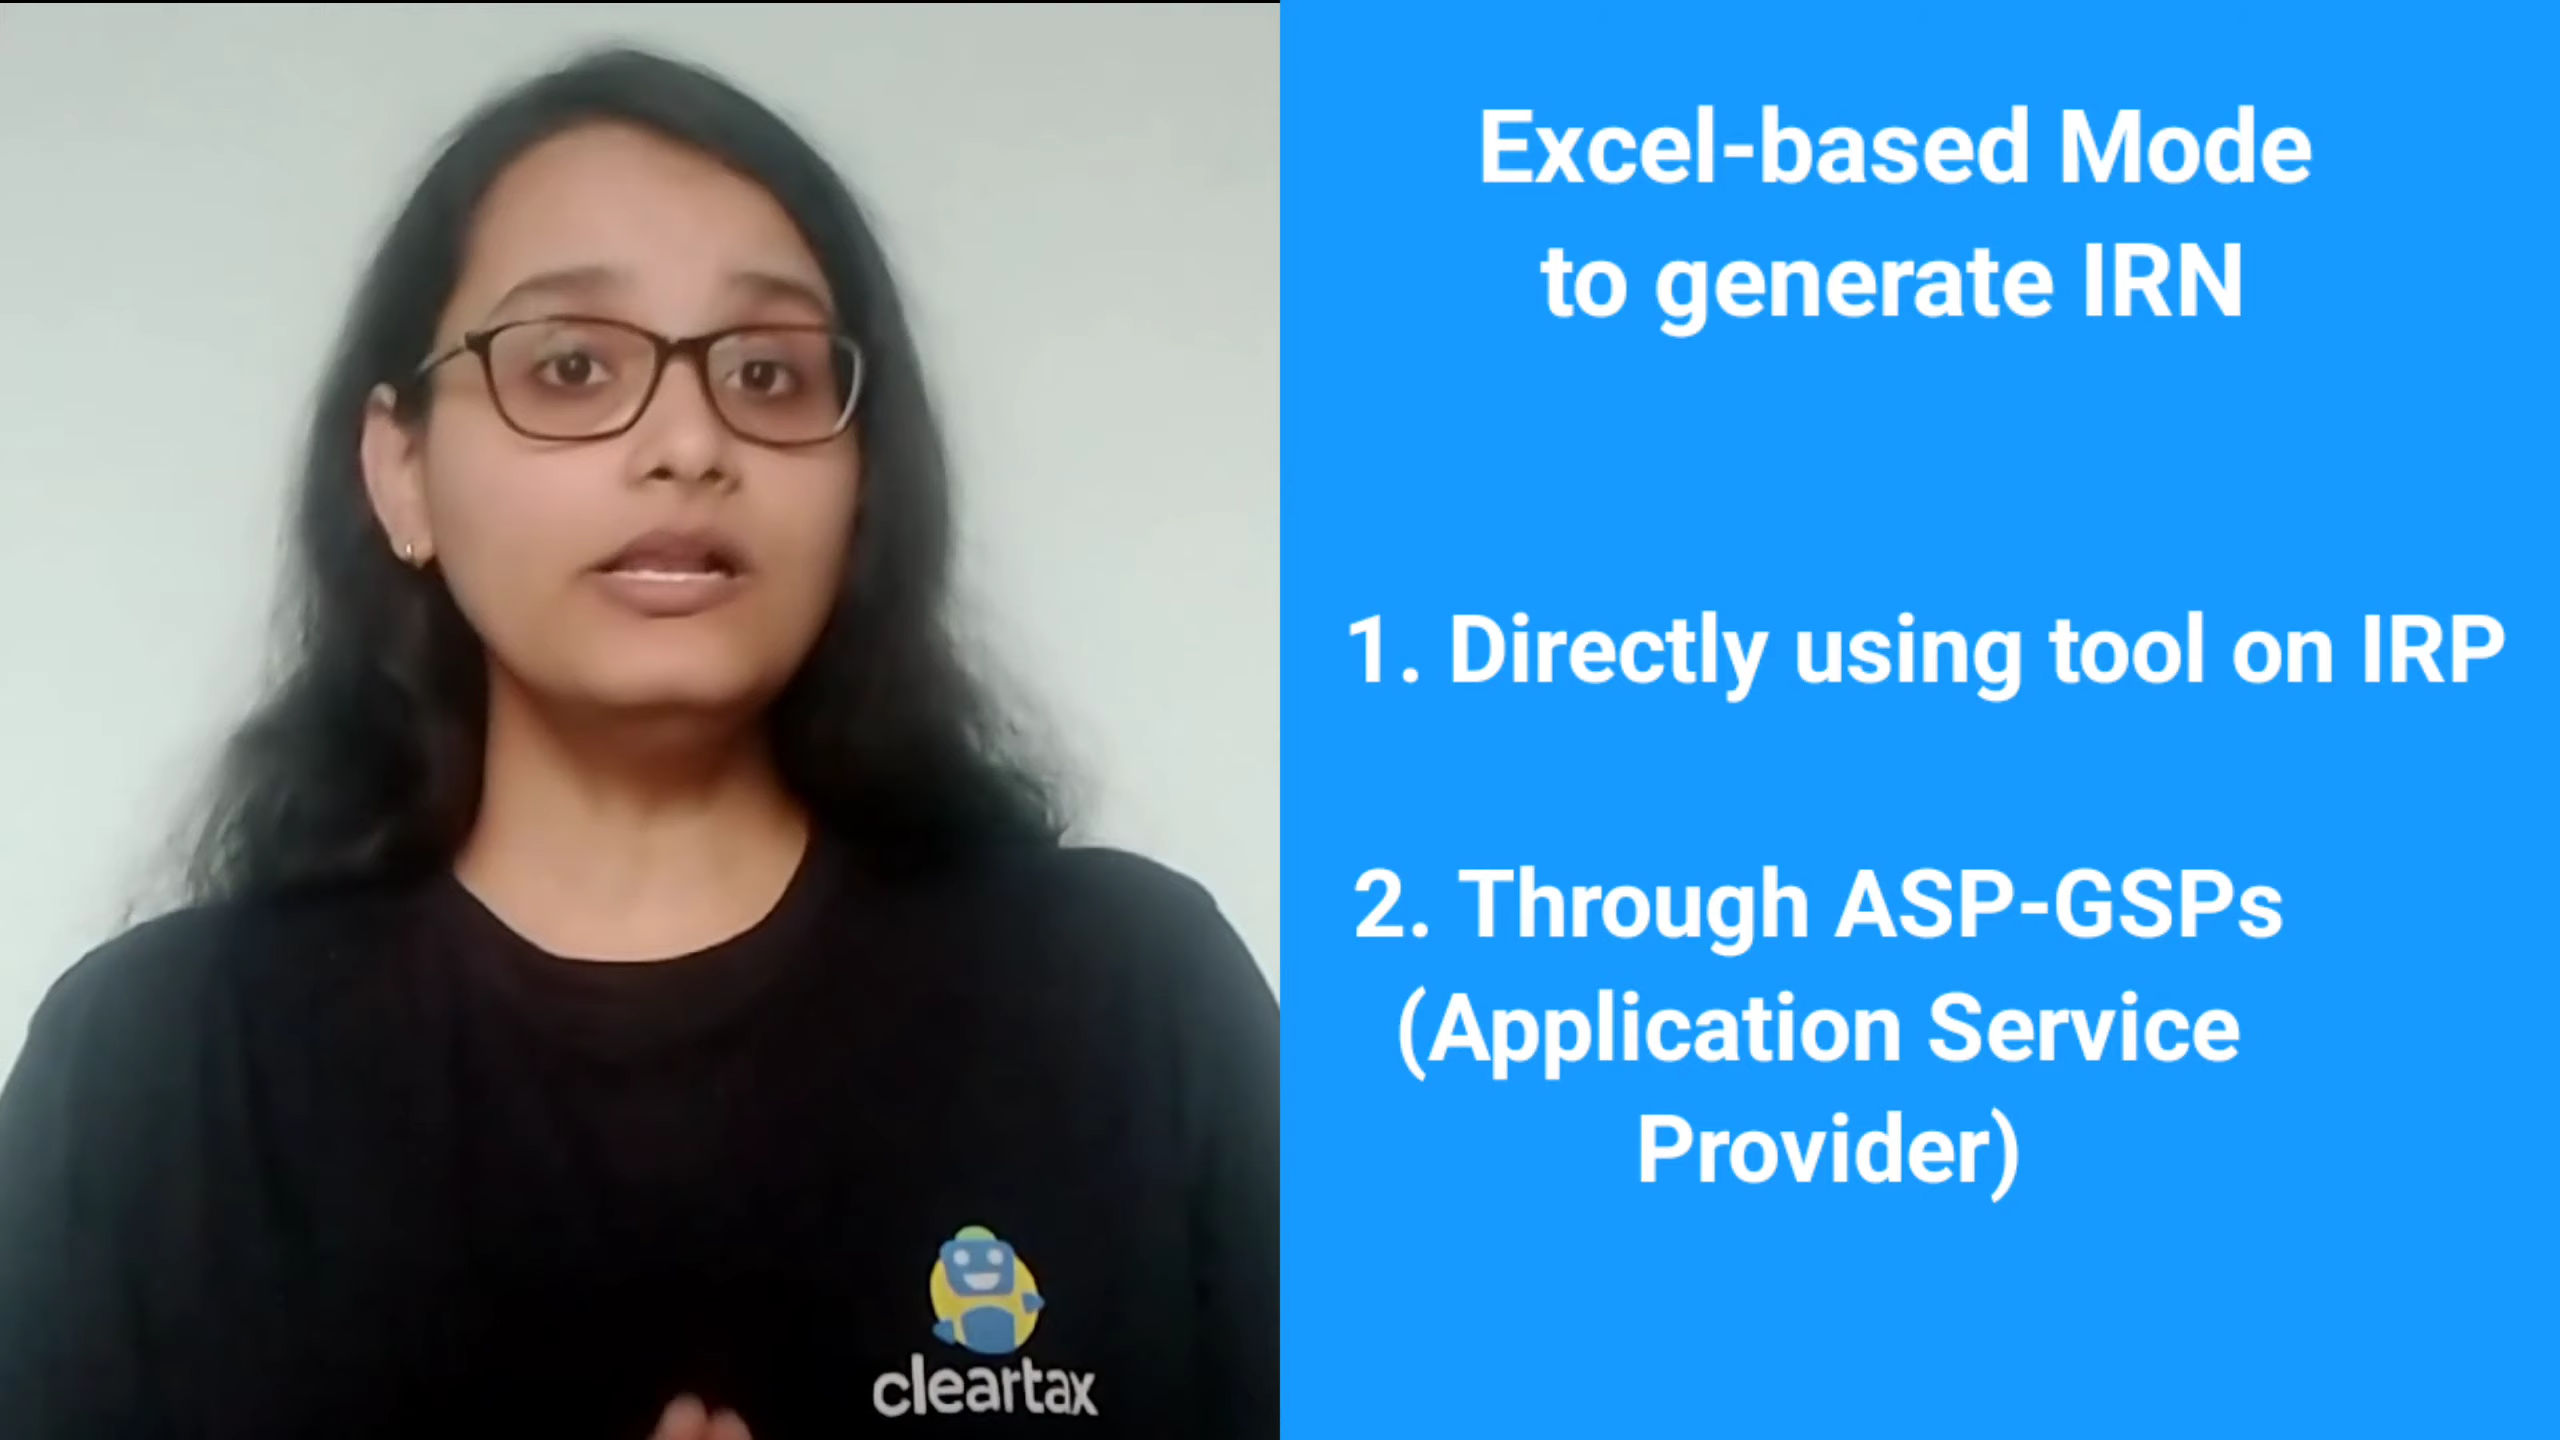 Excel-based Mode
to generate IRN
1. Directly using tool on IRP
2. Through ASP-GSPs
(Application Service
Provider)
cleartax